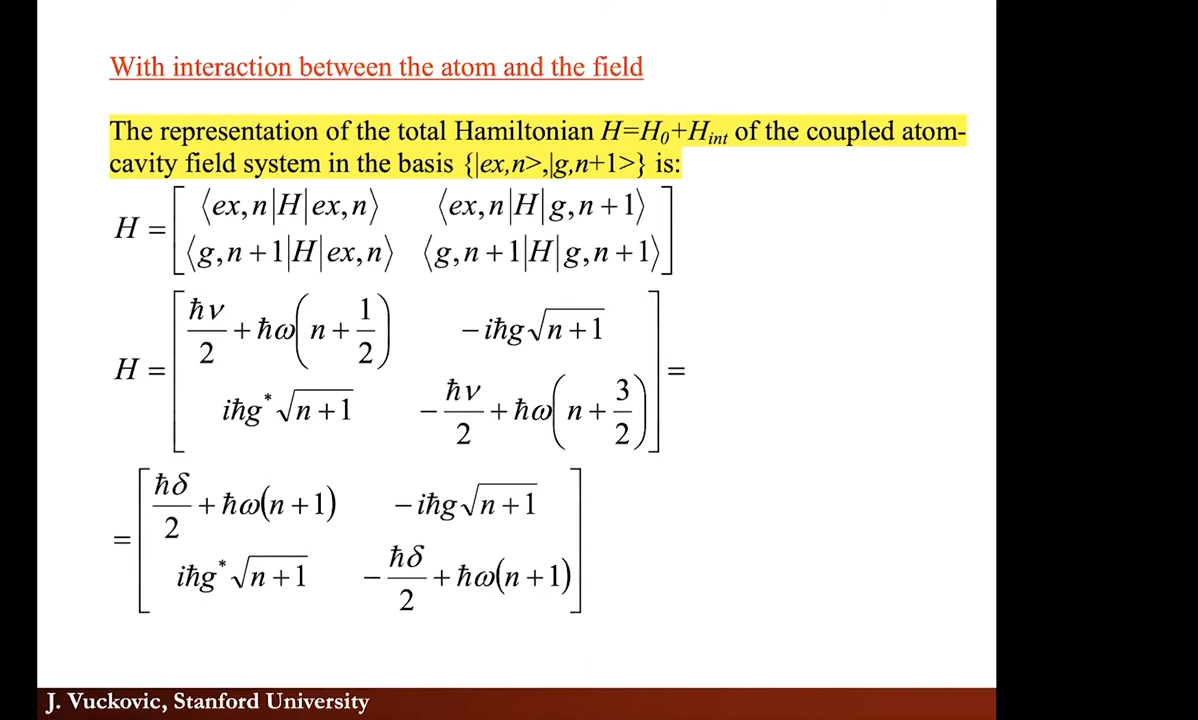 With interaction between the atom and the field
The representation of the total Hamiltonian H=H₀+H_int of the coupled atom-
cavity field system in the basis {|ex,n>,|g,n+1>} is:
H = [ ⟨ex,n|H|ex,n⟩ ⟨ex,n|H|g,n+1⟩
⟨g,n+1|H|ex,n⟩ ⟨g,n+1|H|g,n+1⟩ ]
H = [ ħν/2 + ħω(n + 1/2) −iħg√(n+1)
iħg*√(n+1) −ħν/2 + ħω(n + 3/2) ] =
= [ ħδ/2 + ħω(n+1) −iħg√(n+1)
iħg*√(n+1) −ħδ/2 + ħω(n+1) ]
J. Vuckovic, Stanford University